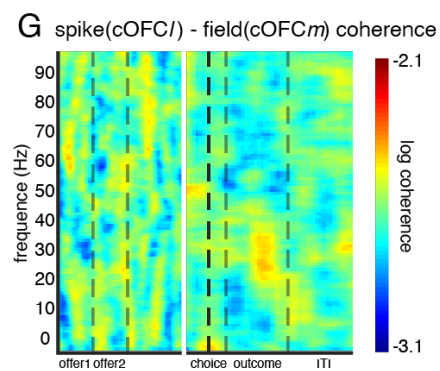 G spike(cOFCl) - field(cOFCm) coherence
frequence (Hz)
90
80
70
60
50
40
30
20
10
0
offer1 offer2
choice outcome ITI
-2.1
log coherence
-3.1